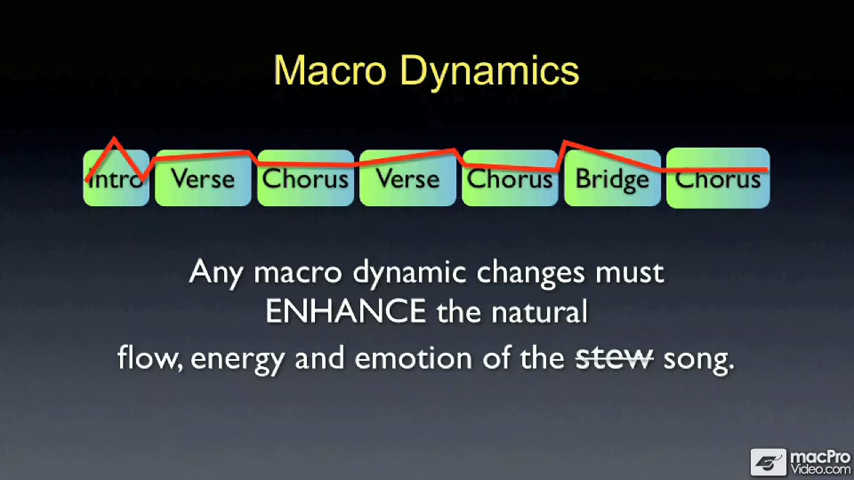 Macro Dynamics
Intro Verse Chorus Verse Chorus Bridge Chorus
Any macro dynamic changes must
ENHANCE the natural
flow, energy and emotion of the stew song.
macPro
Video.com